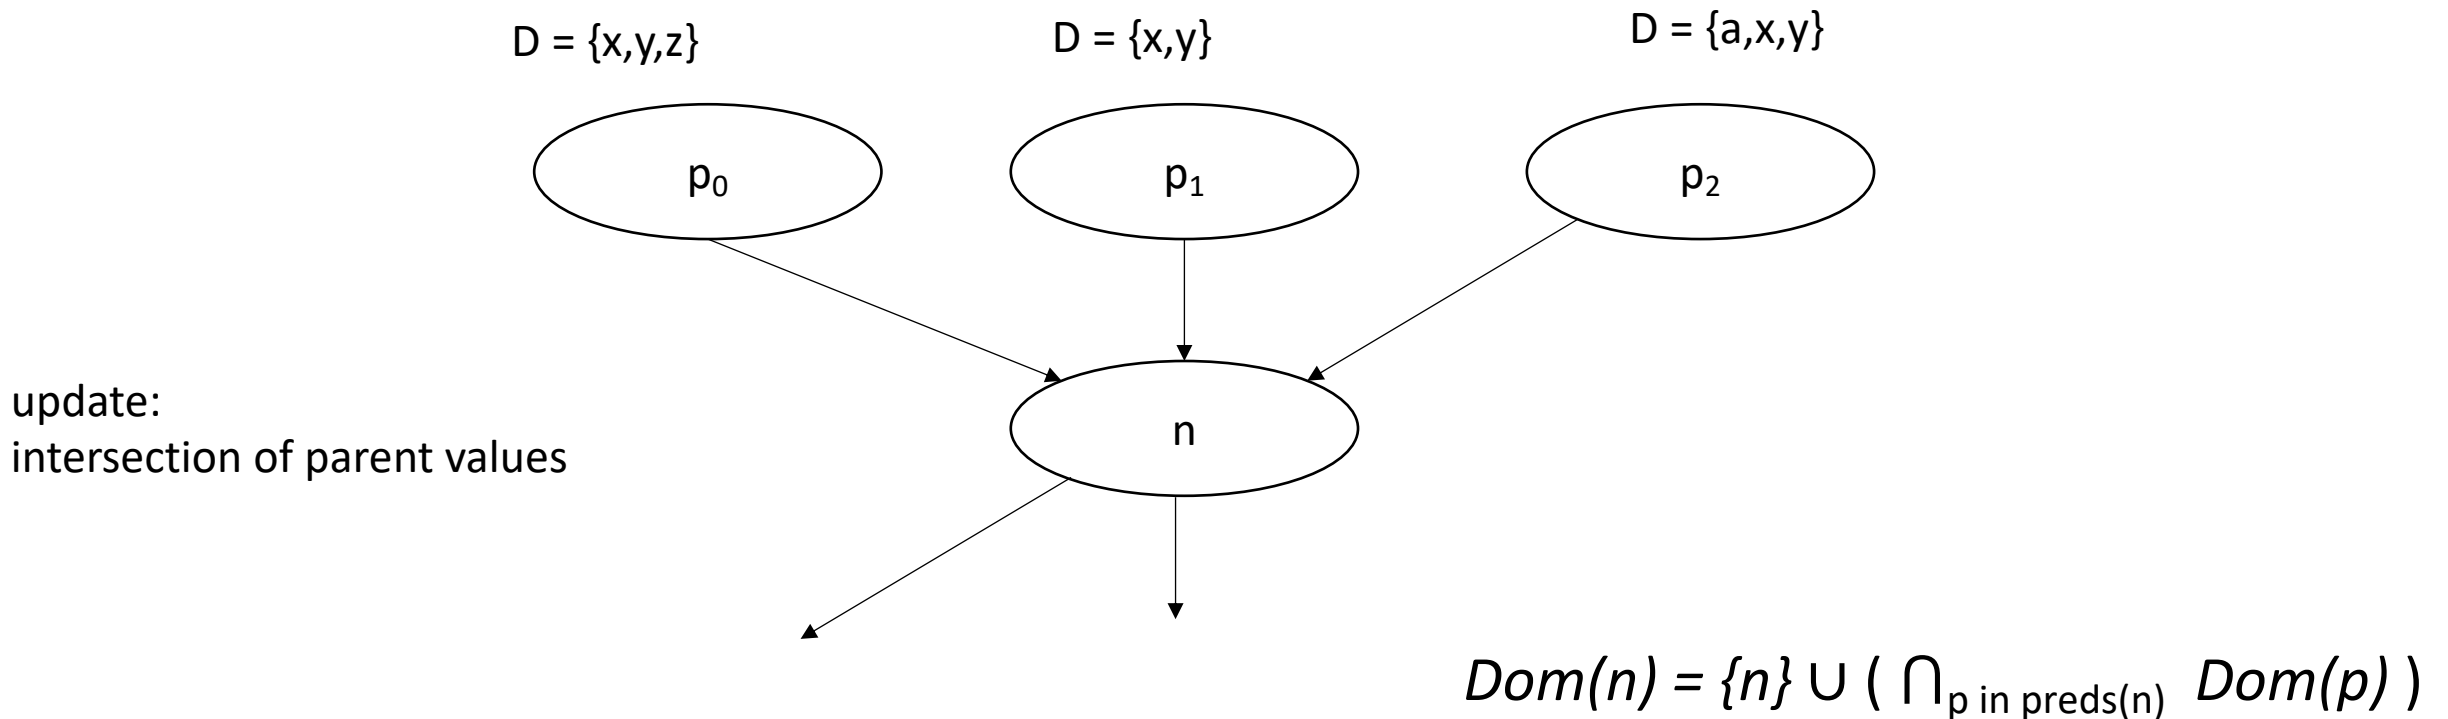 D = {x,y,z}
D = {x,y}
D = {a,x,y}
p₀
p₁
p₂
n
update:
intersection of parent values
Dom(n) = {n} ∪ ( ⋂p in preds(n) Dom(p) )